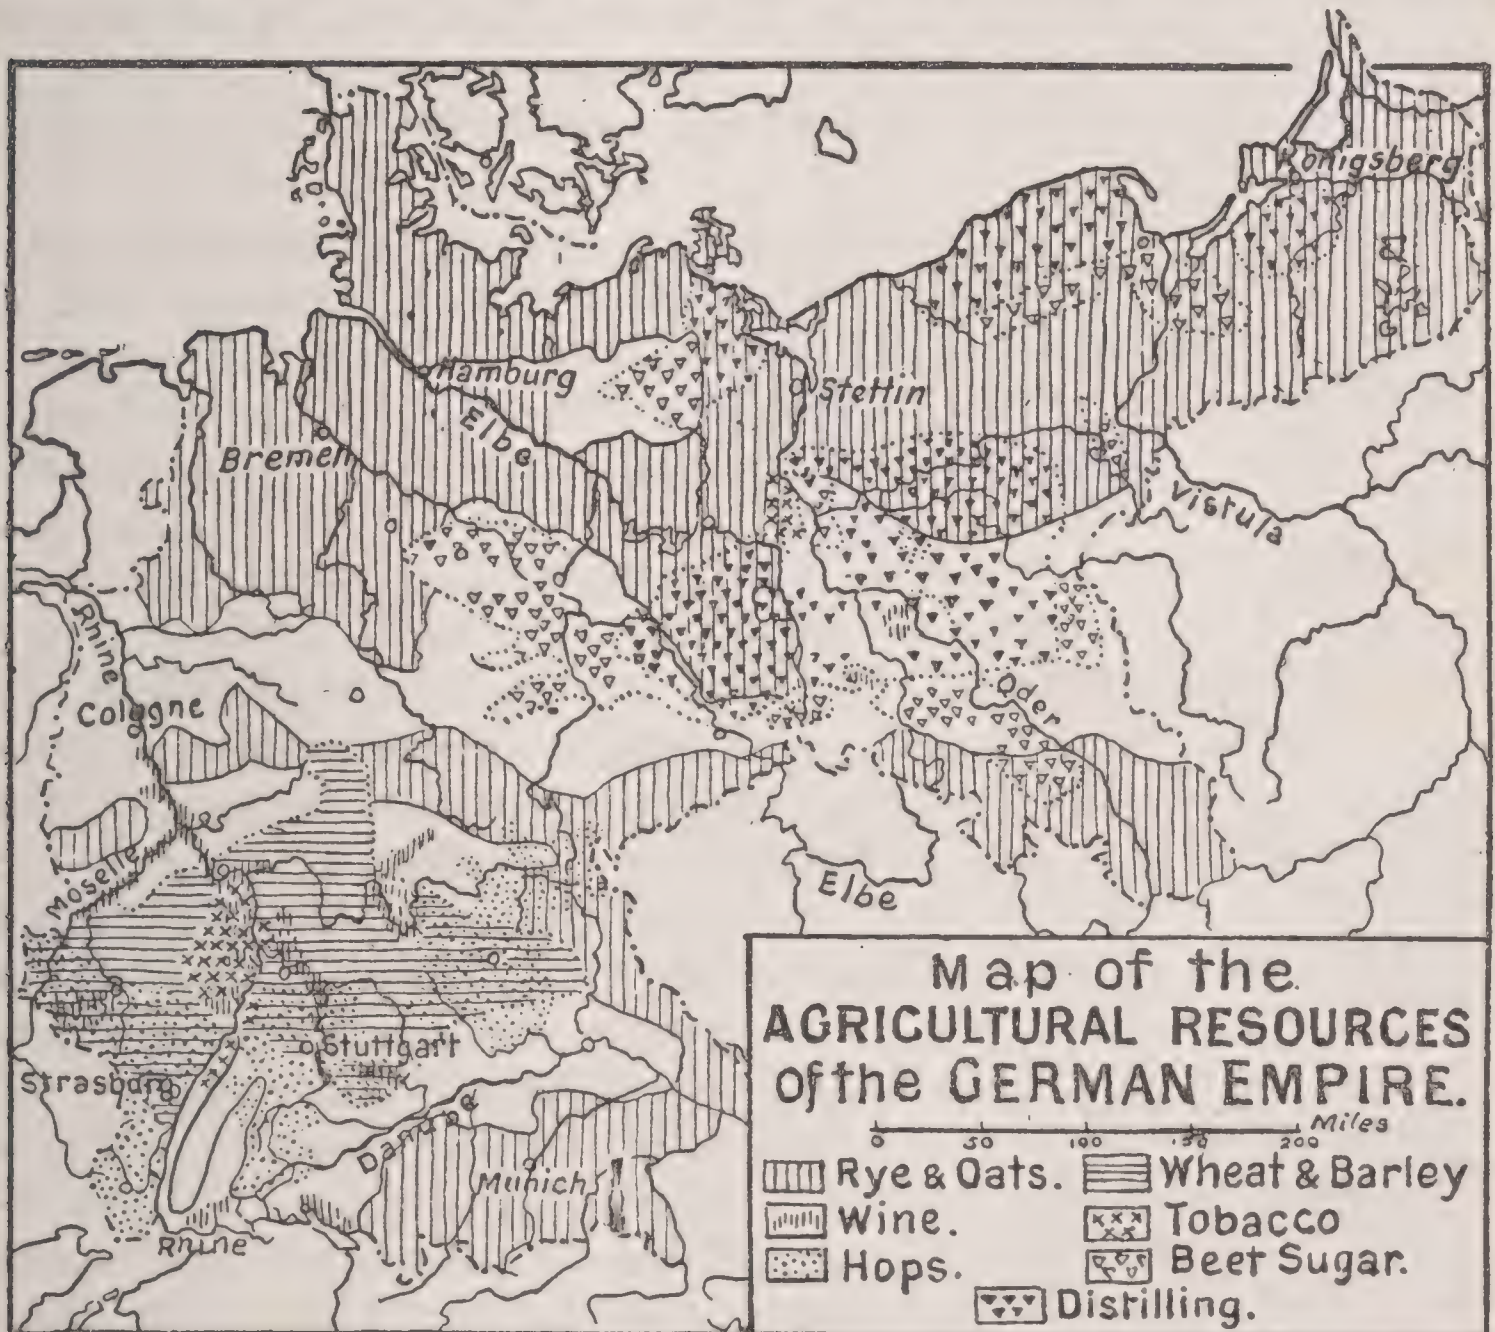 Königsberg
Hamburg
Stettin
Elbe
Bremen
Vistula
Rhine
Cologne
Oder
Moselle
Elbe
Stuttgart
Strasburg
Danube
Munich
Rhine
Map of the
AGRICULTURAL RESOURCES
of the GERMAN EMPIRE.
0 50 100 150 200 Miles
Rye & Oats. Wheat & Barley
Wine. Tobacco
Hops. Beet Sugar.
Distilling.